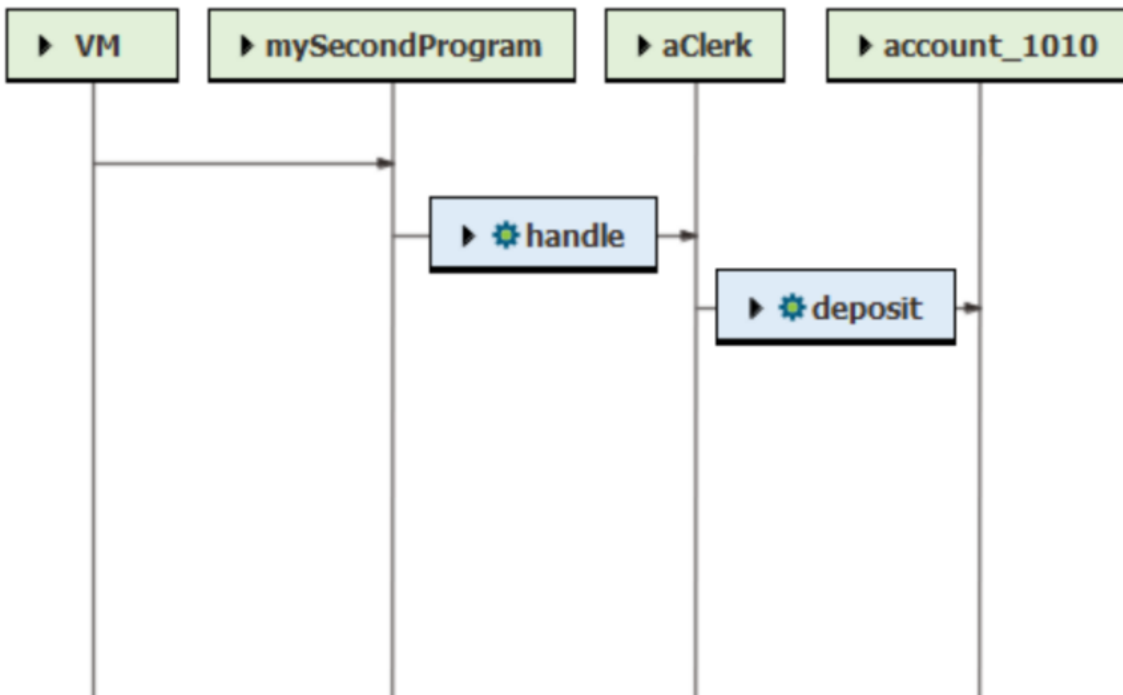 VM
mySecondProgram
aClerk
account_1010
handle
deposit